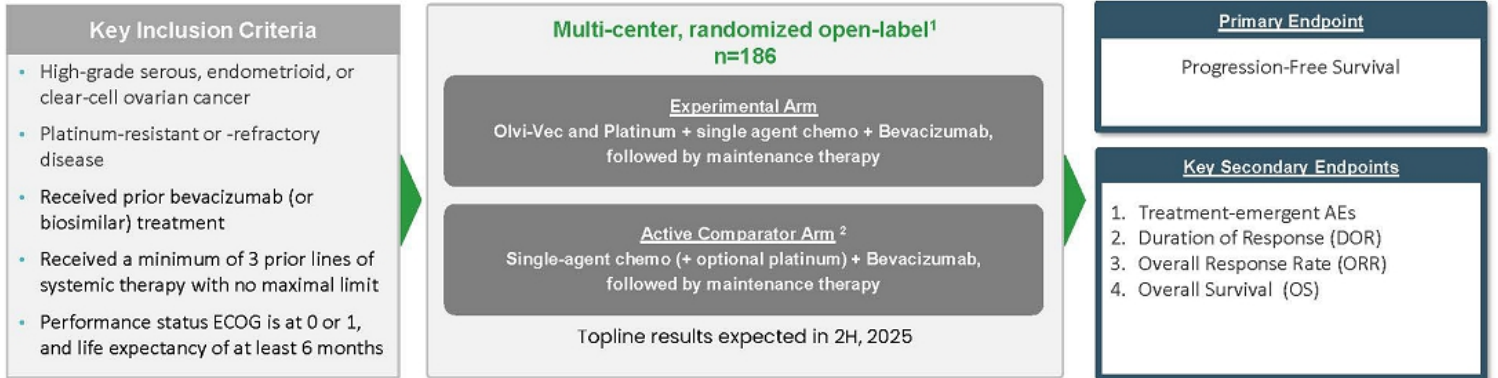 Key Inclusion Criteria
• High-grade serous, endometrioid, or
clear-cell ovarian cancer
• Platinum-resistant or -refractory
disease
• Received prior bevacizumab (or
biosimilar) treatment
• Received a minimum of 3 prior lines of
systemic therapy with no maximal limit
• Performance status ECOG is at 0 or 1,
and life expectancy of at least 6 months
Multi-center, randomized open-label¹
n=186
Experimental Arm
Olvi-Vec and Platinum + single agent chemo + Bevacizumab,
followed by maintenance therapy
Active Comparator Arm ²
Single-agent chemo (+ optional platinum) + Bevacizumab,
followed by maintenance therapy
Topline results expected in 2H, 2025
Primary Endpoint
Progression-Free Survival
Key Secondary Endpoints
1. Treatment-emergent AEs
2. Duration of Response (DOR)
3. Overall Response Rate (ORR)
4. Overall Survival (OS)